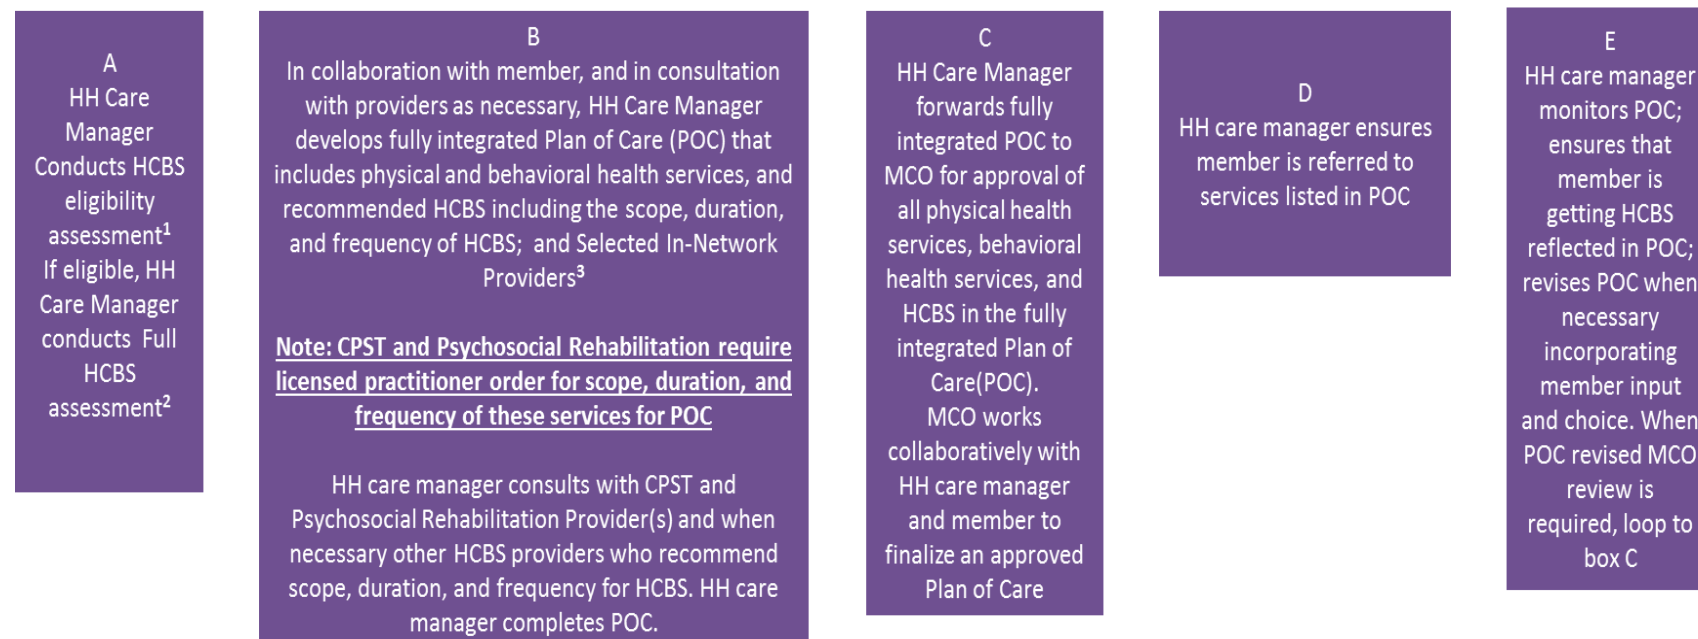 A
HH Care
Manager
Conducts HCBS
eligibility
assessment¹
If eligible, HH
Care Manager
conducts Full
HCBS
assessment²
B
In collaboration with member, and in consultation
with providers as necessary, HH Care Manager
develops fully integrated Plan of Care (POC) that
includes physical and behavioral health services, and
recommended HCBS including the scope, duration,
and frequency of HCBS; and Selected In-Network
Providers³
Note: CPST and Psychosocial Rehabilitation require
licensed practitioner order for scope, duration, and
frequency of these services for POC
HH care manager consults with CPST and
Psychosocial Rehabilitation Provider(s) and when
necessary other HCBS providers who recommend
scope, duration, and frequency for HCBS. HH care
manager completes POC.
C
HH Care Manager
forwards fully
integrated POC to
MCO for approval of
all physical health
services, behavioral
health services, and
HCBS in the fully
integrated Plan of
Care(POC).
MCO works
collaboratively with
HH care manager
and member to
finalize an approved
Plan of Care
D
HH care manager ensures
member is referred to
services listed in POC
E
HH care manager
monitors POC;
ensures that
member is
getting HCBS
reflected in POC;
revises POC when
necessary
incorporating
member input
and choice. When
POC revised MCO
review is
required, loop to
box C